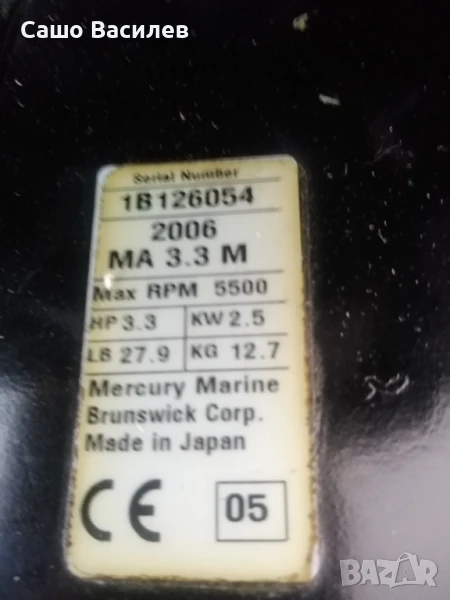 Сашо Василев
Serial Number
1B126054
2006
MA 3.3 M
Max RPM 5500
HP 3.3 KW 2.5
LB 27.9 KG 12.7
Mercury Marine
Brunswick Corp.
Made in Japan
CE 05
BAZAR